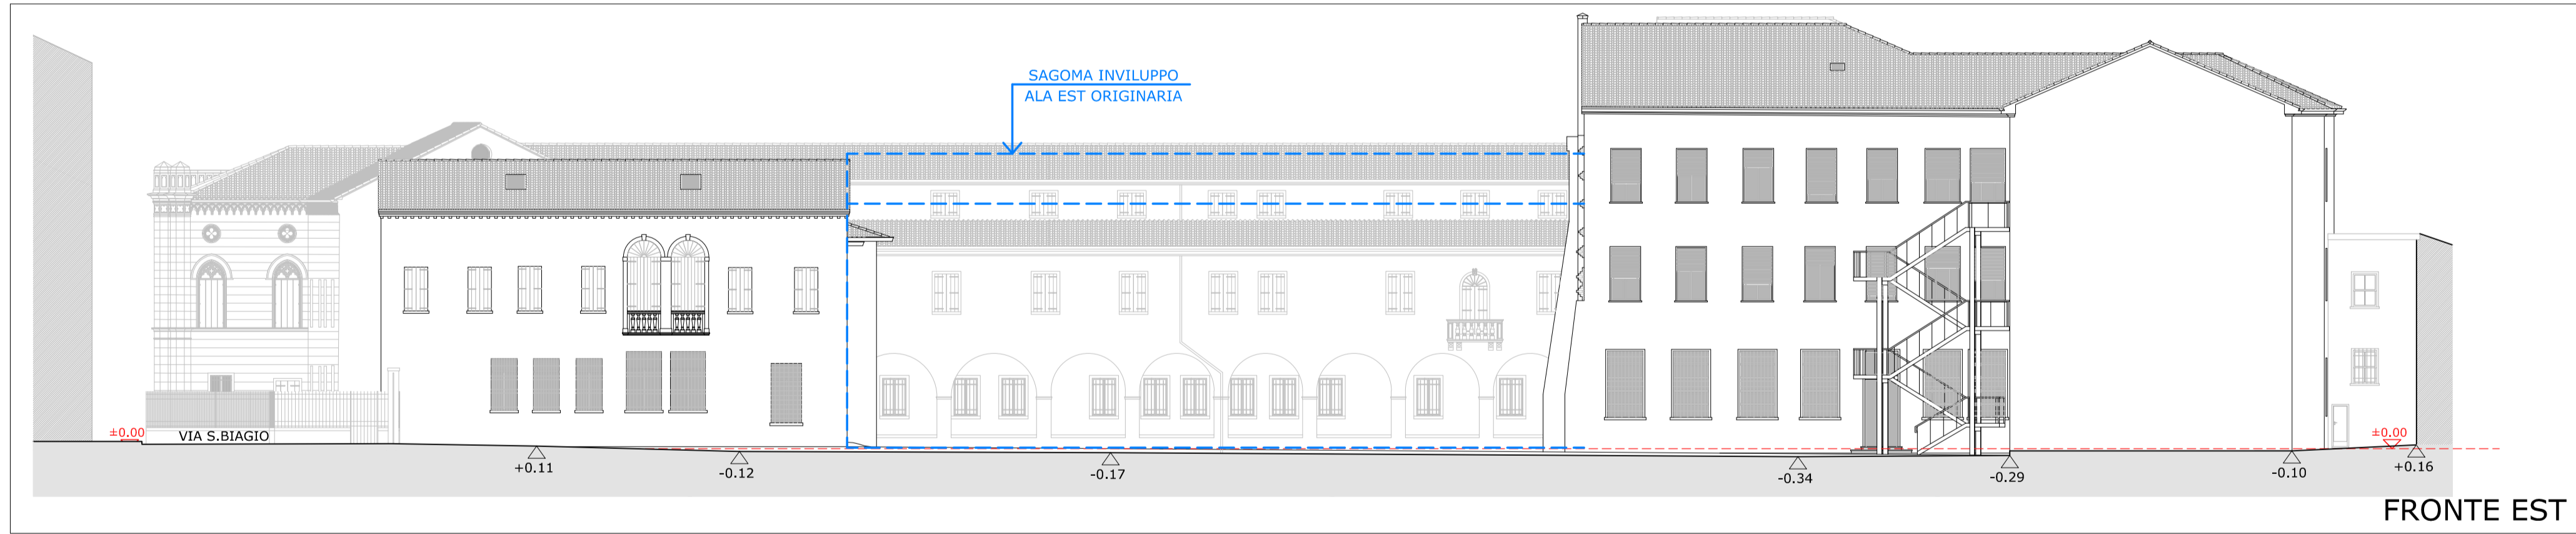 SAGOMA INVILUPPO
ALA EST ORIGINARIA
±0.00
VIA S.BIAGIO
±0.00
+0.11
-0.12
-0.17
-0.34
-0.29
-0.10
+0.16
FRONTE EST